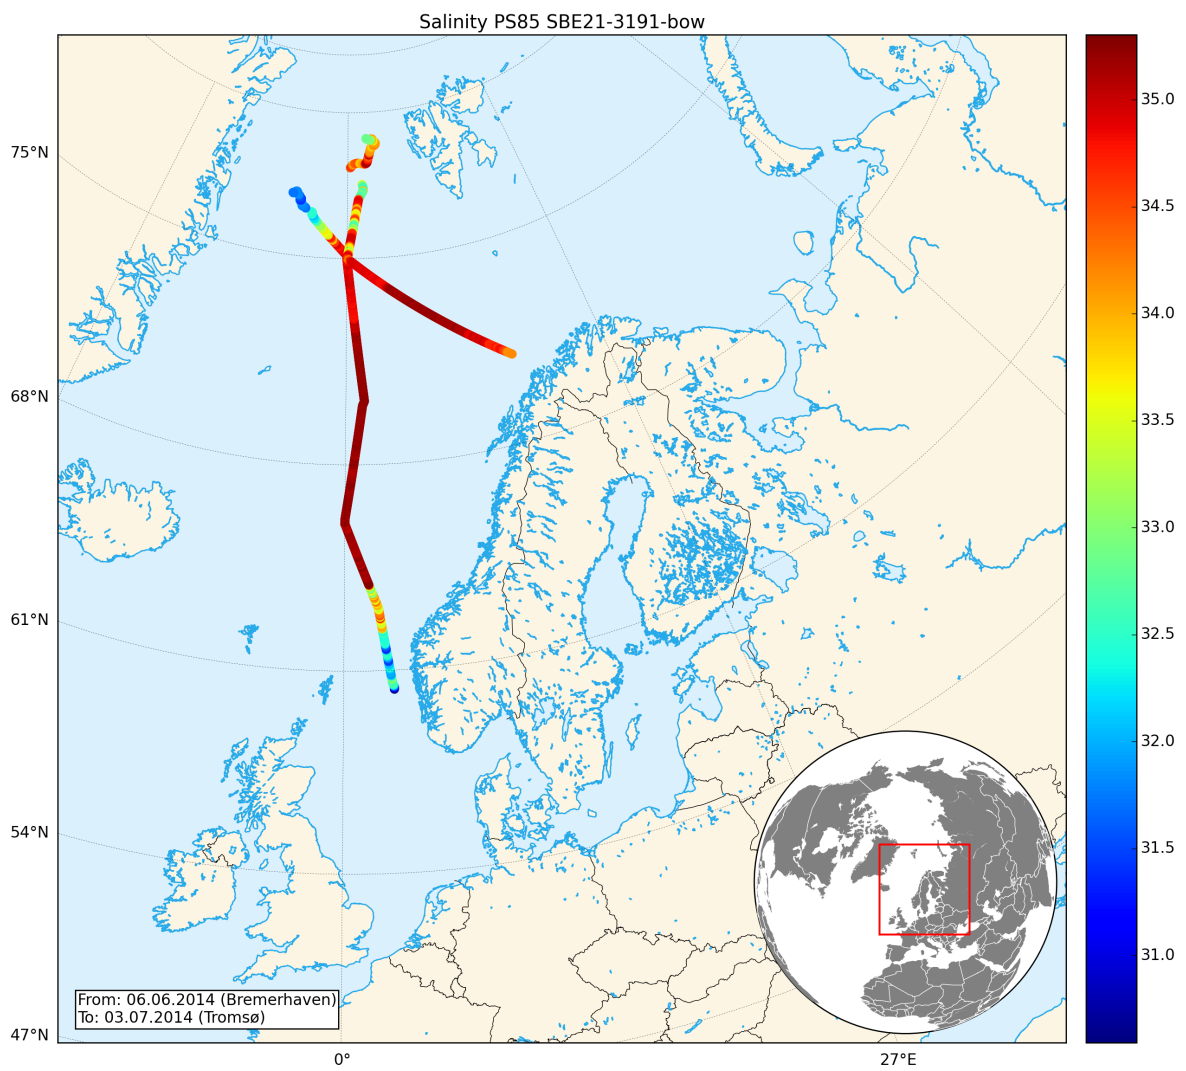 Salinity PS85 SBE21-3191-bow
75°N
68°N
61°N
54°N
47°N
0°
27°E
35.0
34.5
34.0
33.5
33.0
32.5
32.0
31.5
31.0
From: 06.06.2014 (Bremerhaven)
To: 03.07.2014 (Tromsø)